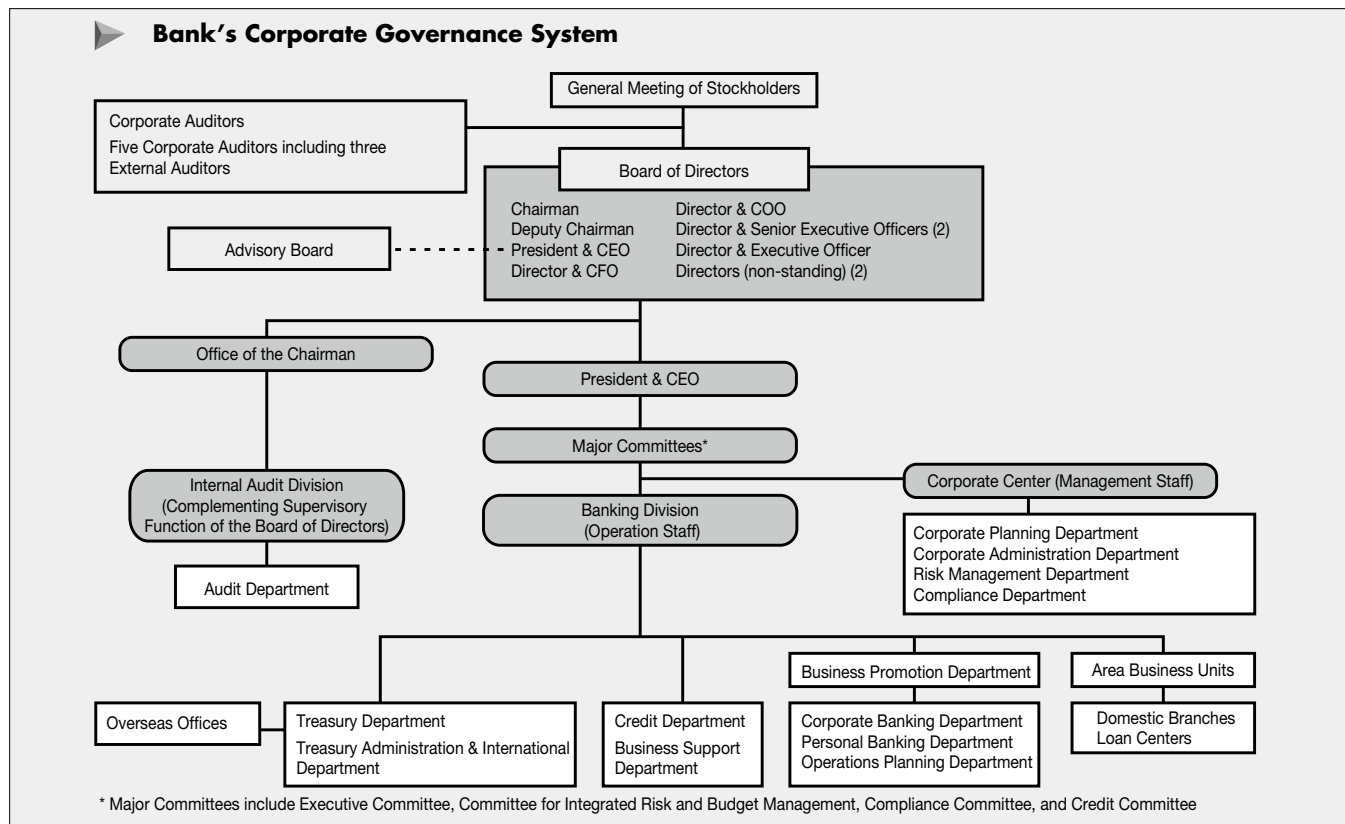 Bank's Corporate Governance System
General Meeting of Stockholders
Corporate Auditors
Five Corporate Auditors including three
External Auditors
Board of Directors
Chairman
Deputy Chairman
President & CEO
Director & CFO
Director & COO
Director & Senior Executive Officers (2)
Director & Executive Officer
Directors (non-standing) (2)
Advisory Board
Office of the Chairman
President & CEO
Major Committees*
Internal Audit Division
(Complementing Supervisory
Function of the Board of Directors)
Audit Department
Banking Division
(Operation Staff)
Corporate Center (Management Staff)
Corporate Planning Department
Corporate Administration Department
Risk Management Department
Compliance Department
Overseas Offices
Treasury Department
Treasury Administration & International
Department
Credit Department
Business Support
Department
Business Promotion Department
Corporate Banking Department
Personal Banking Department
Operations Planning Department
Area Business Units
Domestic Branches
Loan Centers
* Major Committees include Executive Committee, Committee for Integrated Risk and Budget Management, Compliance Committee, and Credit Committee